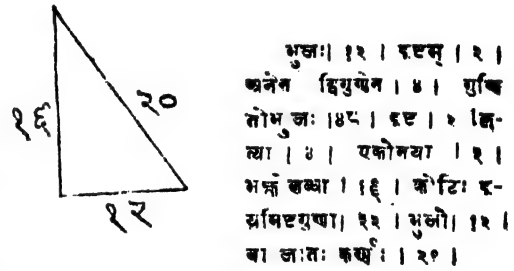 २०
१६
१२
भुजः। १२ । इष्टम् । २ ।
अनेन द्विगुणेन । ४ । गुणि
तोभुजः ।४८ । इष्ट । २ ।कृ-
त्या । ४ । एकोनया । ३ ।
भक्तं लब्धा । १६ । कोटिः इ-
यमिष्टगुणा। ३२ । भुजो। १२ ।
ना जातः कर्णः । २० ।